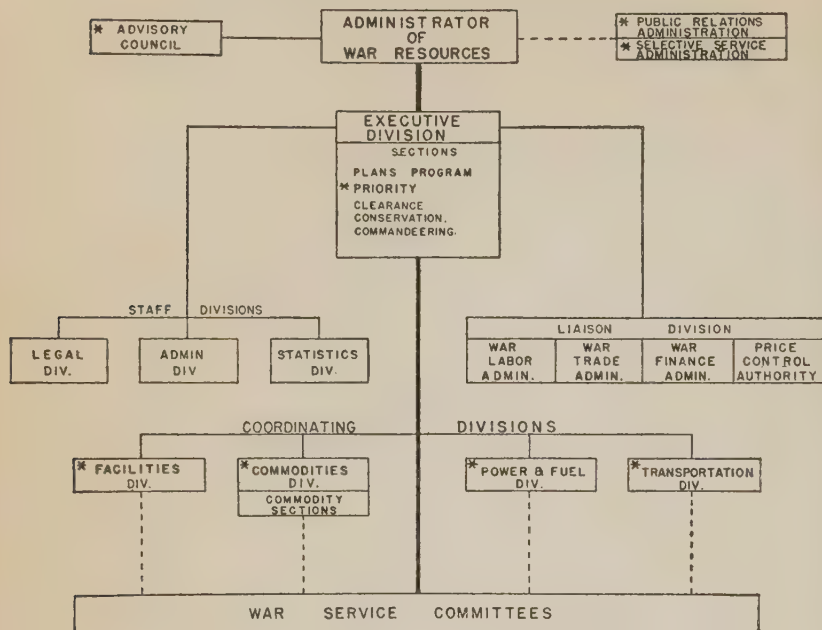 * ADVISORY
COUNCIL
ADMINISTRATOR
OF
WAR RESOURCES
* PUBLIC RELATIONS
ADMINISTRATION
* SELECTIVE SERVICE
ADMINISTRATION
EXECUTIVE
DIVISION
SECTIONS
PLANS PROGRAM
* PRIORITY
CLEARANCE
CONSERVATION.
COMMANDEERING.
STAFF DIVISIONS
LEGAL
DIV.
ADMIN
DIV
STATISTICS
DIV.
LIAISON DIVISION
WAR
LABOR
ADMIN.
WAR
TRADE
ADMIN.
WAR
FINANCE
ADMIN.
PRICE
CONTROL
AUTHORITY
COORDINATING DIVISIONS
* FACILITIES
DIV.
* COMMODITIES
DIV.
COMMODITY
SECTIONS
* POWER & FUEL
DIV.
* TRANSPORTATION
DIV.
WAR SERVICE COMMITTEES